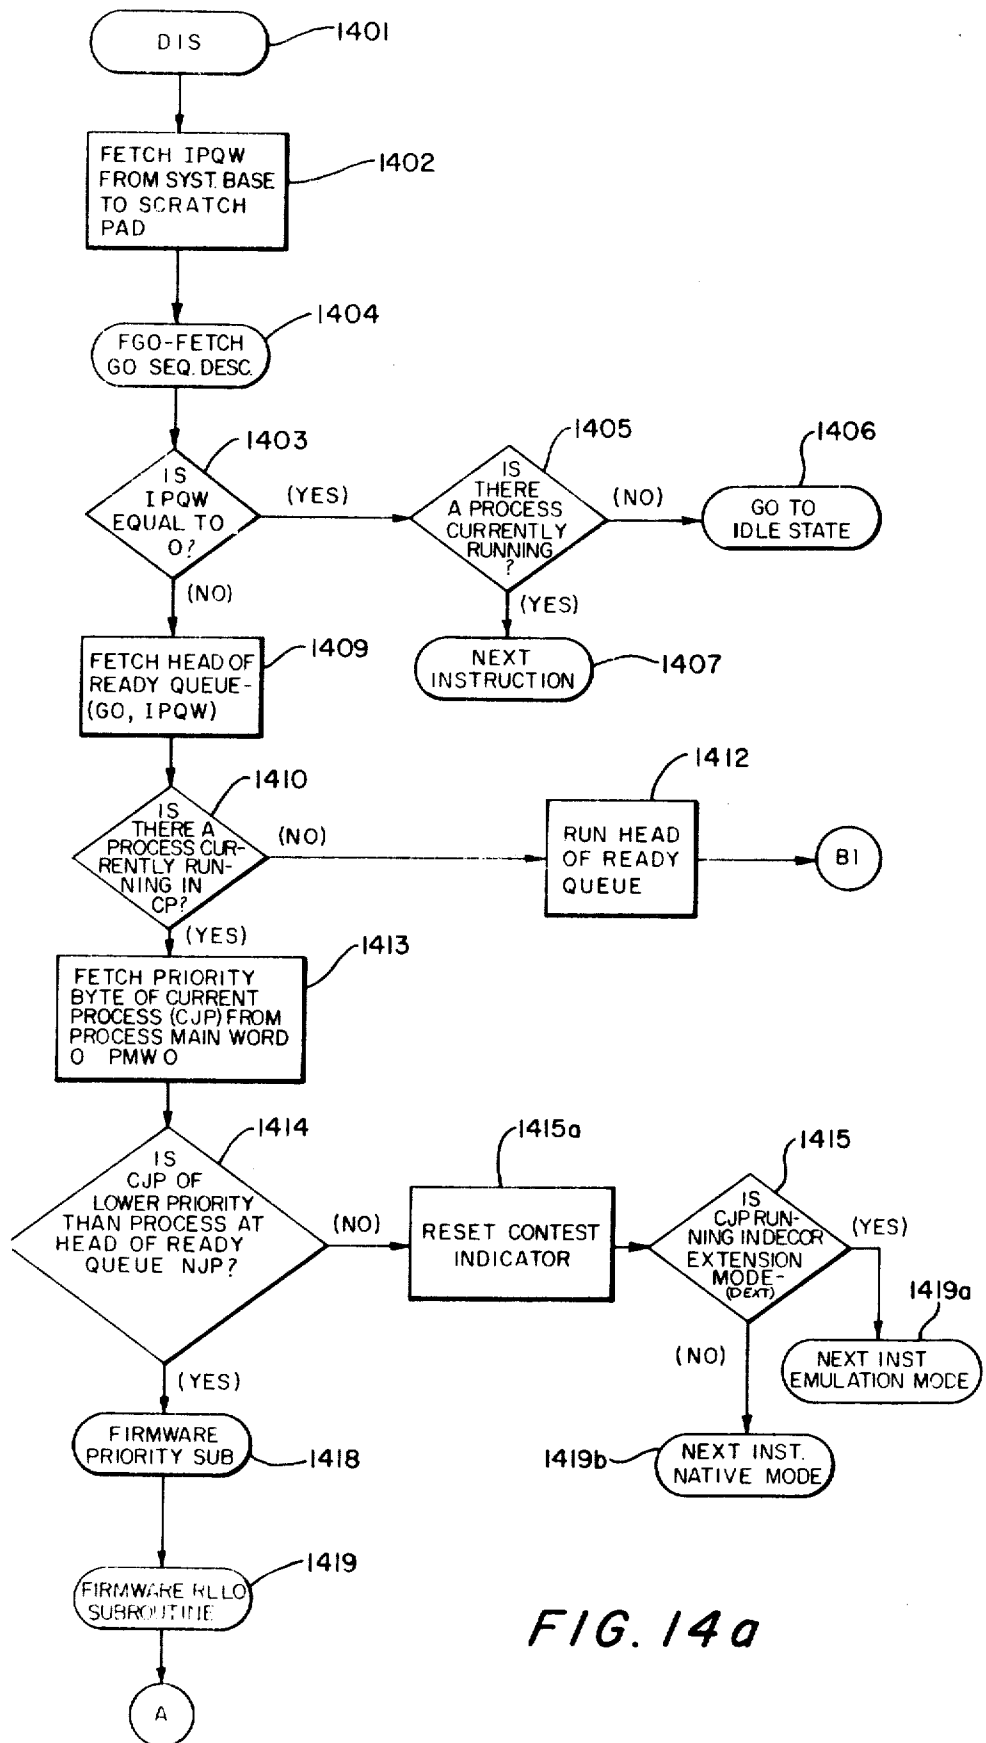 DIS
1401
FETCH IPQW
FROM SYST. BASE
TO SCRATCH
PAD
1402
1404
FGO-FETCH
GO SEQ. DESC.
1403
IS
IPQW
EQUAL TO
0?
(YES)
(NO)
1405
IS
THERE
A PROCESS
CURRENTLY
RUNNING
?
(NO)
(YES)
1406
GO TO
IDLE STATE
NEXT
INSTRUCTION
1407
1409
FETCH HEAD OF
READY QUEUE-
(GO, IPQW)
1410
IS
THERE A
PROCESS CUR-
RENTLY RUN-
NING IN
CP?
(NO)
(YES)
1412
RUN HEAD
OF READY
QUEUE
B1
1413
FETCH PRIORITY
BYTE OF CURRENT
PROCESS (CJP) FROM
PROCESS MAIN WORD
0 PMW 0
1414
IS
CJP OF
LOWER PRIORITY
THAN PROCESS AT
HEAD OF READY
QUEUE NJP?
(NO)
(YES)
1415a
RESET CONTEST
INDICATOR
1415
IS
CJP RUN-
NING IN DECOR
EXTENSION
MODE-
(DEXT)
(YES)
(NO)
1419a
NEXT INST
EMULATION MODE
1419b
NEXT INST.
NATIVE MODE
FIRMWARE
PRIORITY SUB
1418
1419
FIRMWARE RLLO
SUBROUTINE
A
FIG. 14a